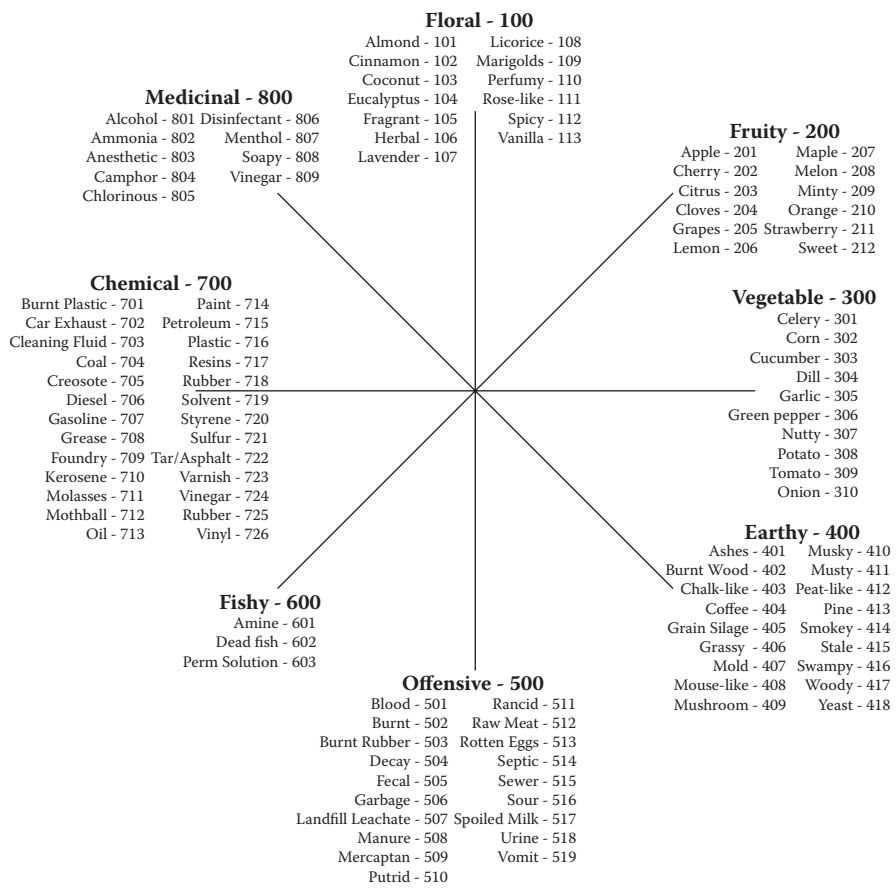 Floral - 100
Almond - 101 Licorice - 108
Cinnamon - 102 Marigolds - 109
Coconut - 103 Perfumy - 110
Eucalyptus - 104 Rose-like - 111
Fragrant - 105 Spicy - 112
Herbal - 106 Vanilla - 113
Lavender - 107
Medicinal - 800
Alcohol - 801 Disinfectant - 806
Ammonia - 802 Menthol - 807
Anesthetic - 803 Soapy - 808
Camphor - 804 Vinegar - 809
Chlorinous - 805
Fruity - 200
Apple - 201 Maple - 207
Cherry - 202 Melon - 208
Citrus - 203 Minty - 209
Cloves - 204 Orange - 210
Grapes - 205 Strawberry - 211
Lemon - 206 Sweet - 212
Chemical - 700
Burnt Plastic - 701 Paint - 714
Car Exhaust - 702 Petroleum - 715
Cleaning Fluid - 703 Plastic - 716
Coal - 704 Resins - 717
Creosote - 705 Rubber - 718
Diesel - 706 Solvent - 719
Gasoline - 707 Styrene - 720
Grease - 708 Sulfur - 721
Foundry - 709 Tar/Asphalt - 722
Kerosene - 710 Varnish - 723
Molasses - 711 Vinegar - 724
Mothball - 712 Rubber - 725
Oil - 713 Vinyl - 726
Vegetable - 300
Celery - 301
Corn - 302
Cucumber - 303
Dill - 304
Garlic - 305
Green pepper - 306
Nutty - 307
Potato - 308
Tomato - 309
Onion - 310
Earthy - 400
Ashes - 401 Musky - 410
Burnt Wood - 402 Musty - 411
Chalk-like - 403 Peat-like - 412
Coffee - 404 Pine - 413
Grain Silage - 405 Smokey - 414
Grassy - 406 Stale - 415
Mold - 407 Swampy - 416
Mouse-like - 408 Woody - 417
Mushroom - 409 Yeast - 418
Fishy - 600
Amine - 601
Dead fish - 602
Perm Solution - 603
Offensive - 500
Blood - 501 Rancid - 511
Burnt - 502 Raw Meat - 512
Burnt Rubber - 503 Rotten Eggs - 513
Decay - 504 Septic - 514
Fecal - 505 Sewer - 515
Garbage - 506 Sour - 516
Landfill Leachate - 507 Spoiled Milk - 517
Manure - 508 Urine - 518
Mercaptan - 509 Vomit - 519
Putrid - 510